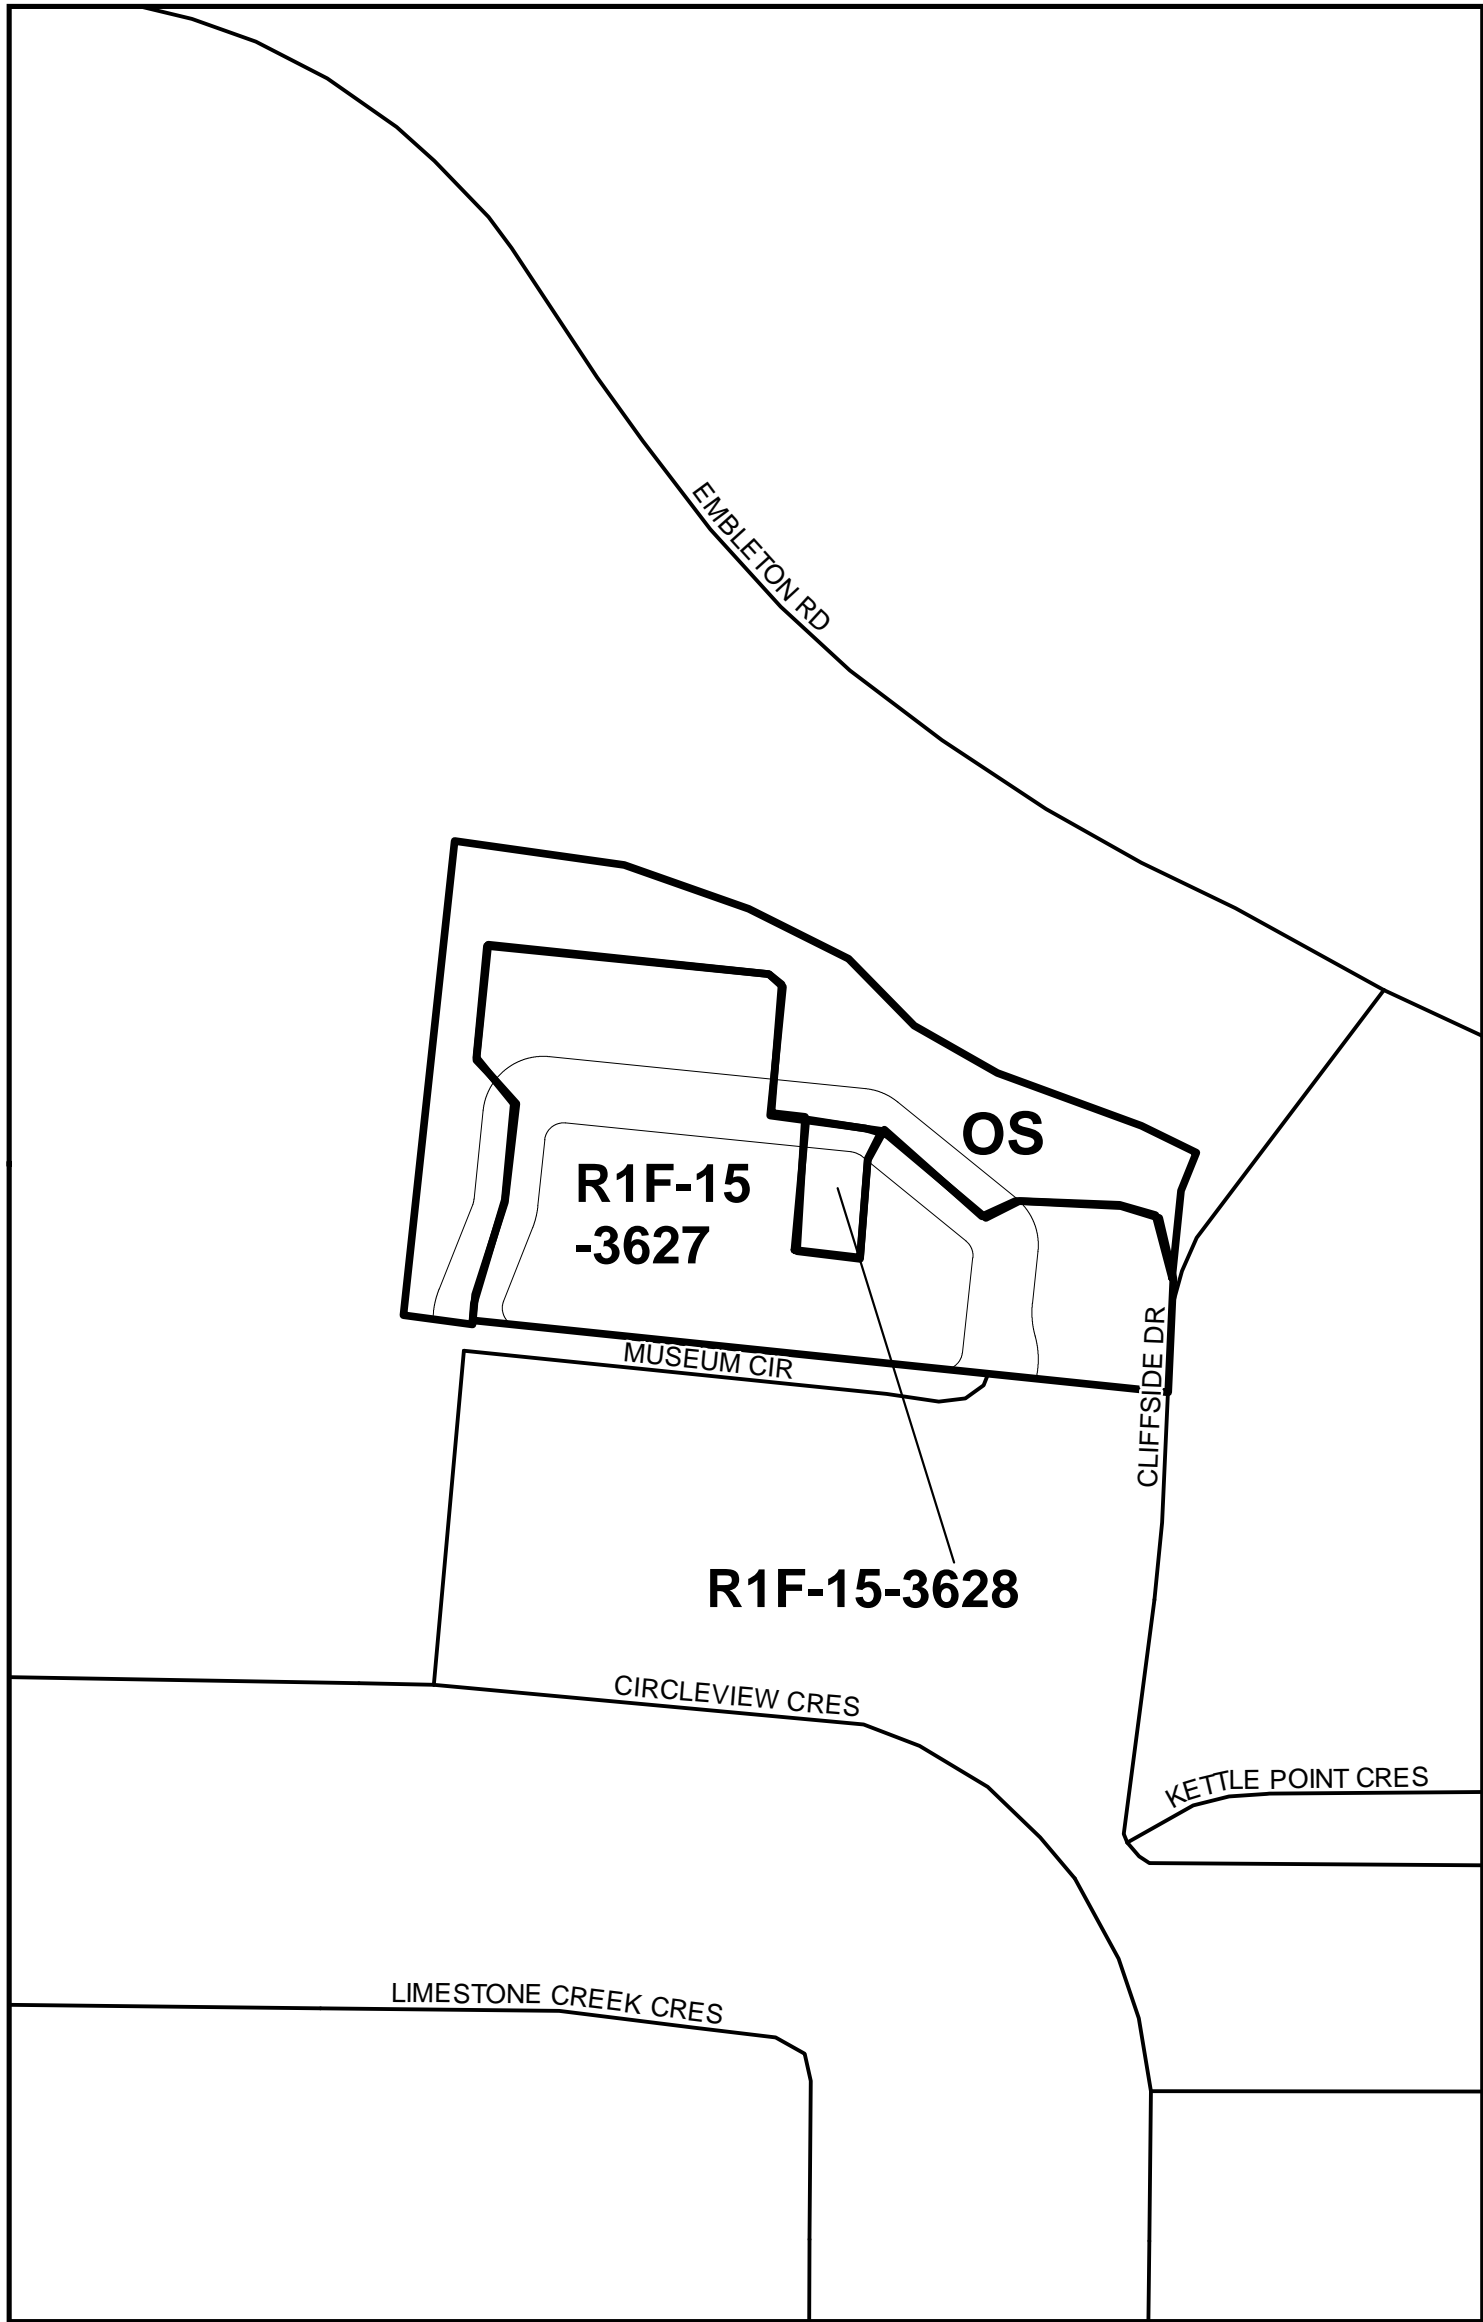 EMBLETON RD
OS
R1F-15
-3627
MUSEUM CIR
CLIFFSIDE DR
R1F-15-3628
CIRCLEVIEW CRES
KETTLE POINT CRES
LIMESTONE CREEK CRES